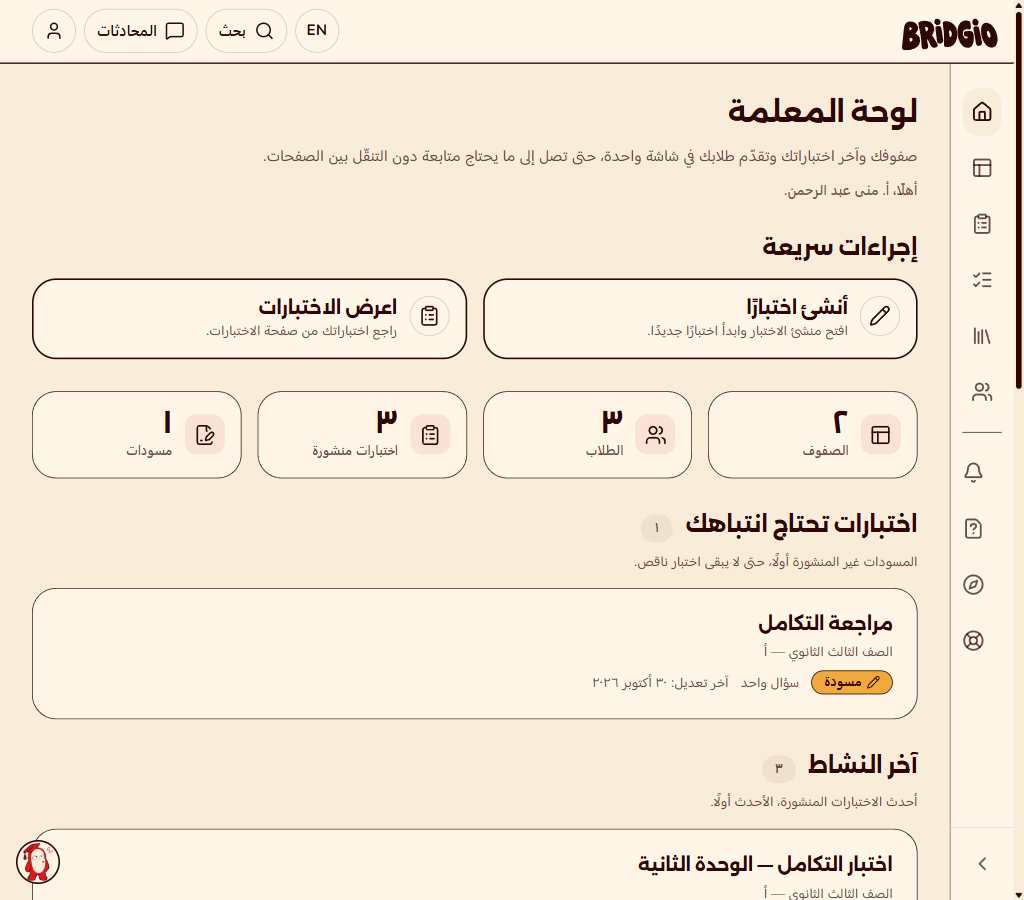 BRiDGiO
EN
بحث
المحادثات
لوحة المعلمة
صفوفك وآخر اختباراتك وتقدّم طلابك في شاشة واحدة، حتى تصل إلى ما يحتاج متابعة دون التنقّل بين الصفحات.
أهلًا، أ. منى عبد الرحمن.
إجراءات سريعة
أنشئ اختبارًا
افتح منشئ الاختبار وابدأ اختبارًا جديدًا.
اعرض الاختبارات
راجع اختباراتك من صفحة الاختبارات.
٢
الصفوف
٣
الطلاب
٣
اختبارات منشورة
١
مسودات
اختبارات تحتاج انتباهك ١
المسودات غير المنشورة أولًا، حتى لا يبقى اختبار ناقص.
مراجعة التكامل
الصف الثالث الثانوي — أ
مسودة سؤال واحد آخر تعديل: ٣٠ أكتوبر ٢٠٢٦
آخر النشاط ٣
أحدث الاختبارات المنشورة، الأحدث أولًا.
اختبار التكامل — الوحدة الثانية
الصف الثالث الثانوي — أ